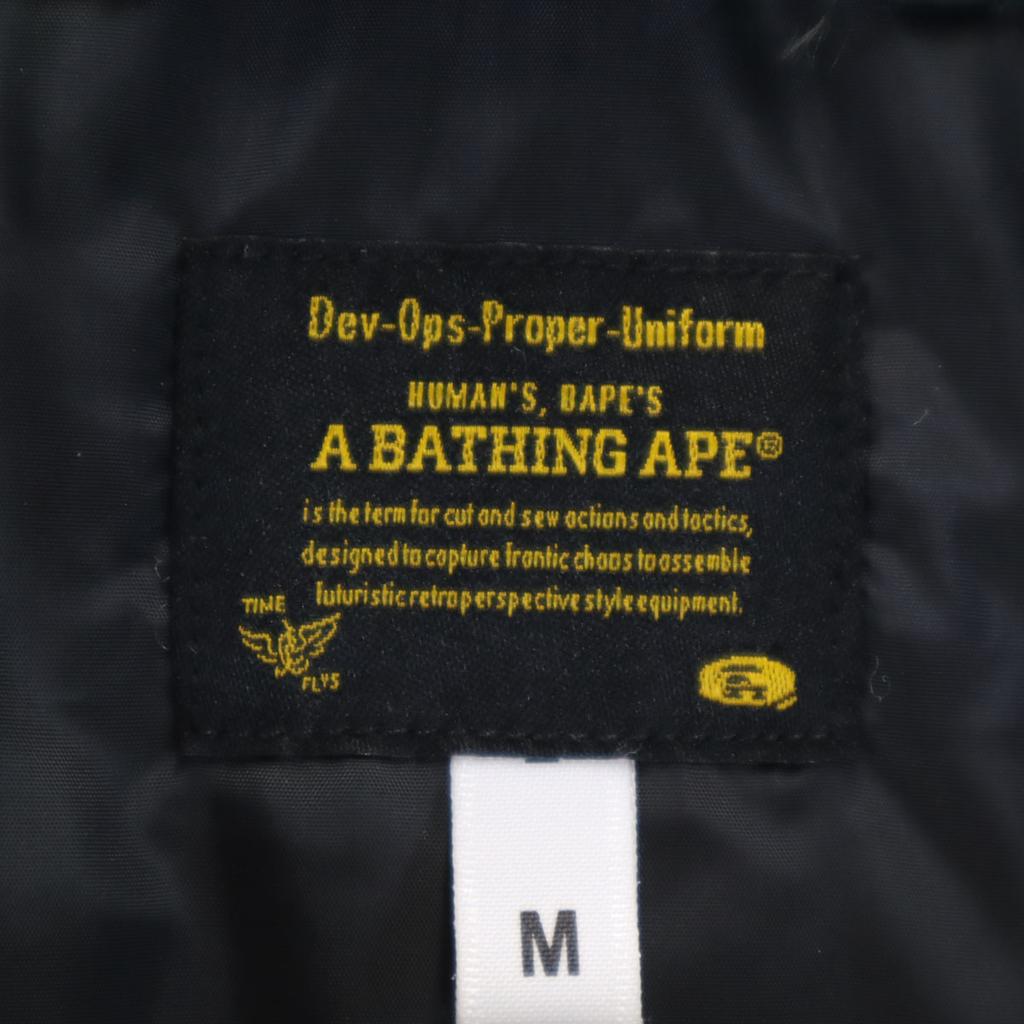 Dev-Ops-Proper-Uniform
HUMAN'S, BAPE'S
A BATHING APE®
is the term for cut and sew actions and tactics,
designed to capture frantic chaos to assemble
futuristic retro perspective style equipment.
TIME
FLYS
M